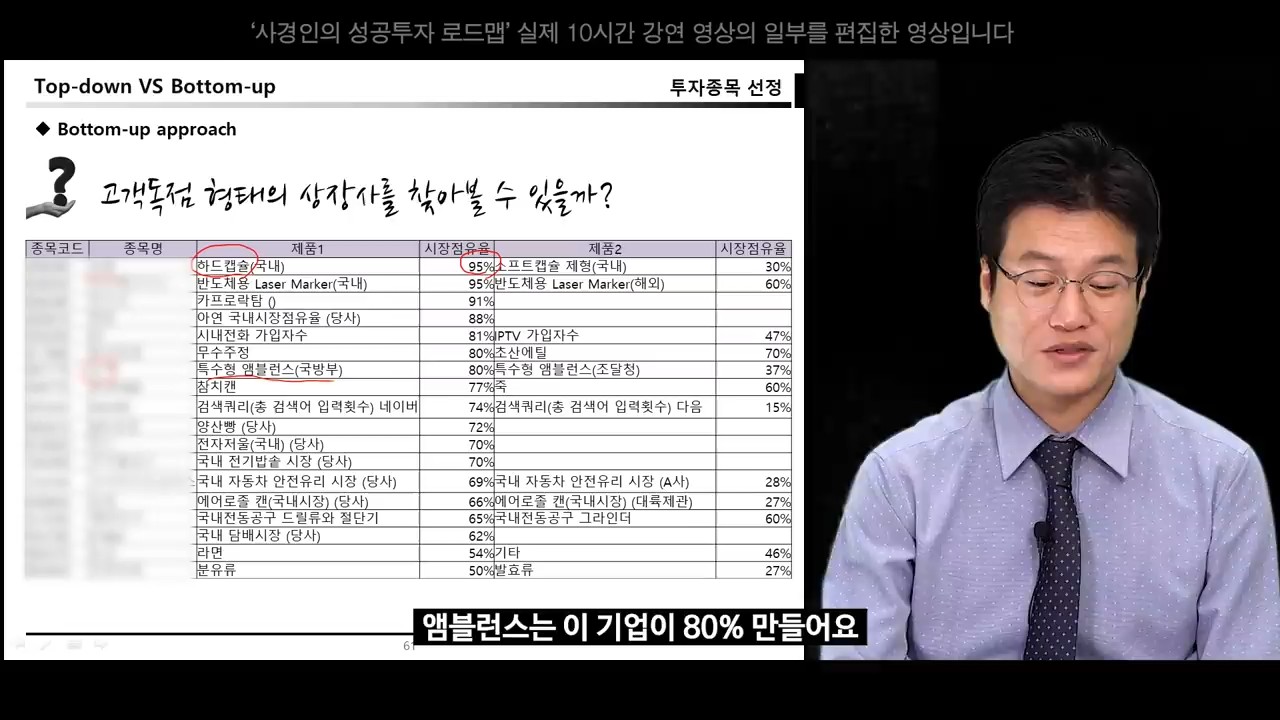 ‘사경인의 성공투자 로드맵’ 실제 10시간 강연 영상의 일부를 편집한 영상입니다
Top-down VS Bottom-up 투자종목 선정
◆ Bottom-up approach
고객독점 형태의 상장사를 찾아볼 수 있을까?
종목코드 종목명 제품1 시장점유율 제품2 시장점유율
하드캡슐(국내) 95% 소프트캡슐 제형(국내) 30%
반도체용 Laser Marker(국내) 95% 반도체용 Laser Marker(해외) 60%
카프로락탐 () 91%
아연 국내시장점유율 (당사) 88%
시내전화 가입자수 81% IPTV 가입자수 47%
무수주정 80% 초산에틸 70%
특수형 앰블런스(국방부) 80% 특수형 앰블런스(조달청) 37%
참치캔 77% 죽 60%
검색쿼리(총 검색어 입력횟수) 네이버 74% 검색쿼리(총 검색어 입력횟수) 다음 15%
양산빵 (당사) 72%
전자저울(국내) (당사) 70%
국내 전기밥솥 시장 (당사) 70%
국내 자동차 안전유리 시장 (당사) 69% 국내 자동차 안전유리 시장 (A사) 28%
에어로졸 캔(국내시장) (당사) 66% 에어로졸 캔(국내시장) (대륙제관) 27%
국내전동공구 드릴류와 절단기 65% 국내전동공구 그라인더 60%
국내 담배시장 (당사) 62%
라면 54% 기타 46%
분유류 50% 발효류 27%
앰블런스는 이 기업이 80% 만들어요
61